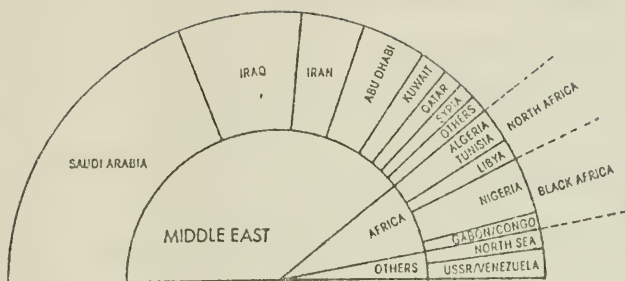 SAUDI ARABIA
IRAQ
IRAN
ABU DHABI
KUWAIT
QATAR
SYRIA
OTHERS
ALGERIA
TUNISIA
LIBYA
NIGERIA
GABON/CONGO
NORTH SEA
USSR/VENEZUELA
NORTH AFRICA
BLACK AFRICA
MIDDLE EAST
AFRICA
OTHERS